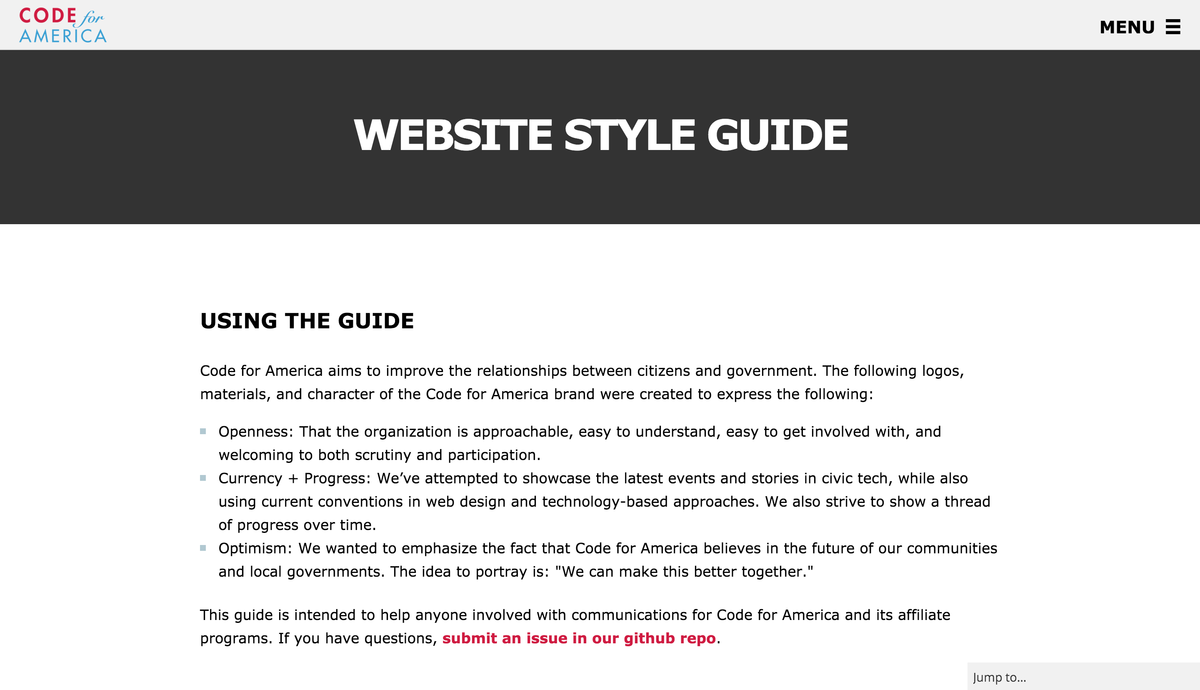 CODE for
AMERICA
MENU
WEBSITE STYLE GUIDE
USING THE GUIDE
Code for America aims to improve the relationships between citizens and government. The following logos,
materials, and character of the Code for America brand were created to express the following:
Openness: That the organization is approachable, easy to understand, easy to get involved with, and
welcoming to both scrutiny and participation.
Currency + Progress: We’ve attempted to showcase the latest events and stories in civic tech, while also
using current conventions in web design and technology-based approaches. We also strive to show a thread
of progress over time.
Optimism: We wanted to emphasize the fact that Code for America believes in the future of our communities
and local governments. The idea to portray is: "We can make this better together."
This guide is intended to help anyone involved with communications for Code for America and its affiliate
programs. If you have questions, submit an issue in our github repo.
Jump to...